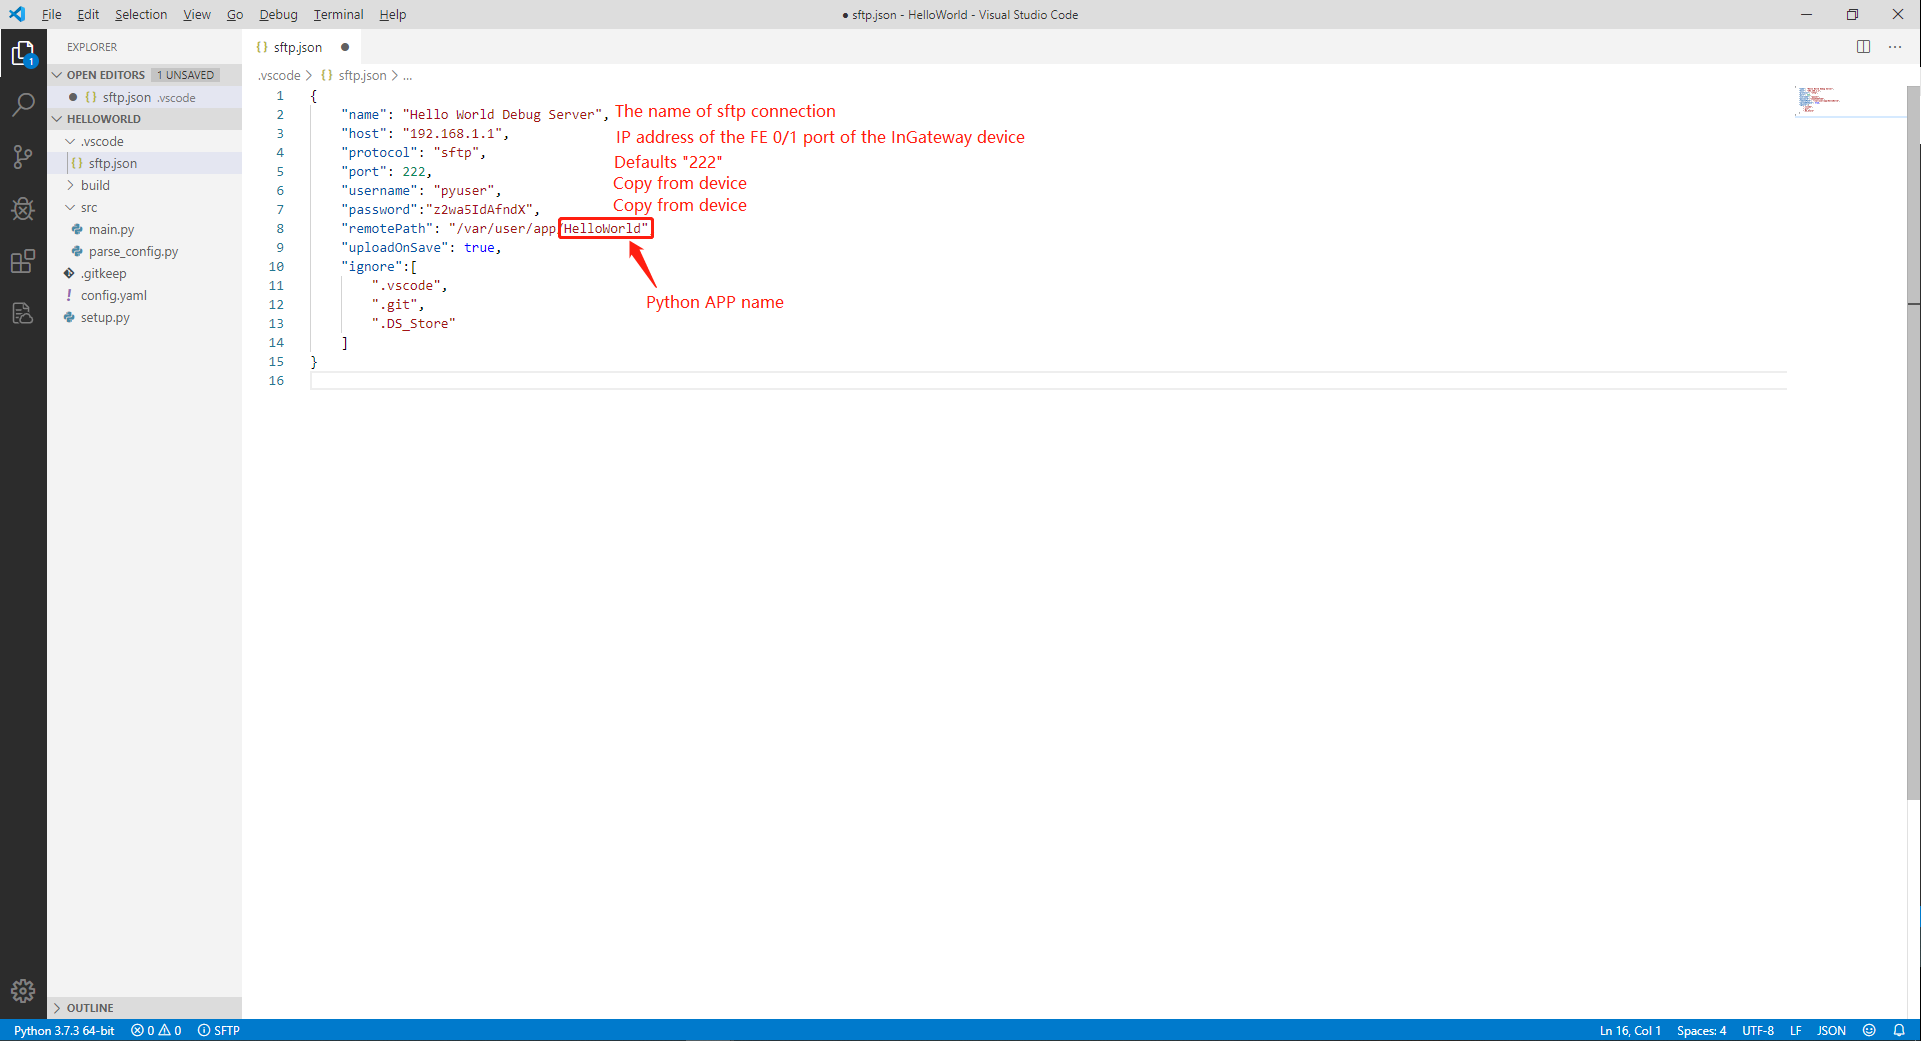 File Edit Selection View Go Debug Terminal Help
● sftp.json - HelloWorld - Visual Studio Code
EXPLORER
OPEN EDITORS 1 UNSAVED
{} sftp.json .vscode
HELLOWORLD
.vscode
{} sftp.json
build
src
main.py
parse_config.py
.gitkeep
! config.yaml
setup.py
OUTLINE
1
{} sftp.json ●
.vscode > {} sftp.json > ...
1 {
2 "name": "Hello World Debug Server", The name of sftp connection
3 "host": "192.168.1.1", IP address of the FE 0/1 port of the InGateway device
4 "protocol": "sftp",
5 "port": 222, Defaults "222"
6 "username": "pyuser", Copy from device
7 "password":"z2wa5IdAfndX", Copy from device
8 "remotePath": "/var/user/app/HelloWorld"
9 "uploadOnSave": true,
10 "ignore":[
11 ".vscode",
12 ".git",
Python APP name
13 ".DS_Store"
14 ]
15 }
16
Python 3.7.3 64-bit 0 0 SFTP
Ln 16, Col 1 Spaces: 4 UTF-8 LF JSON